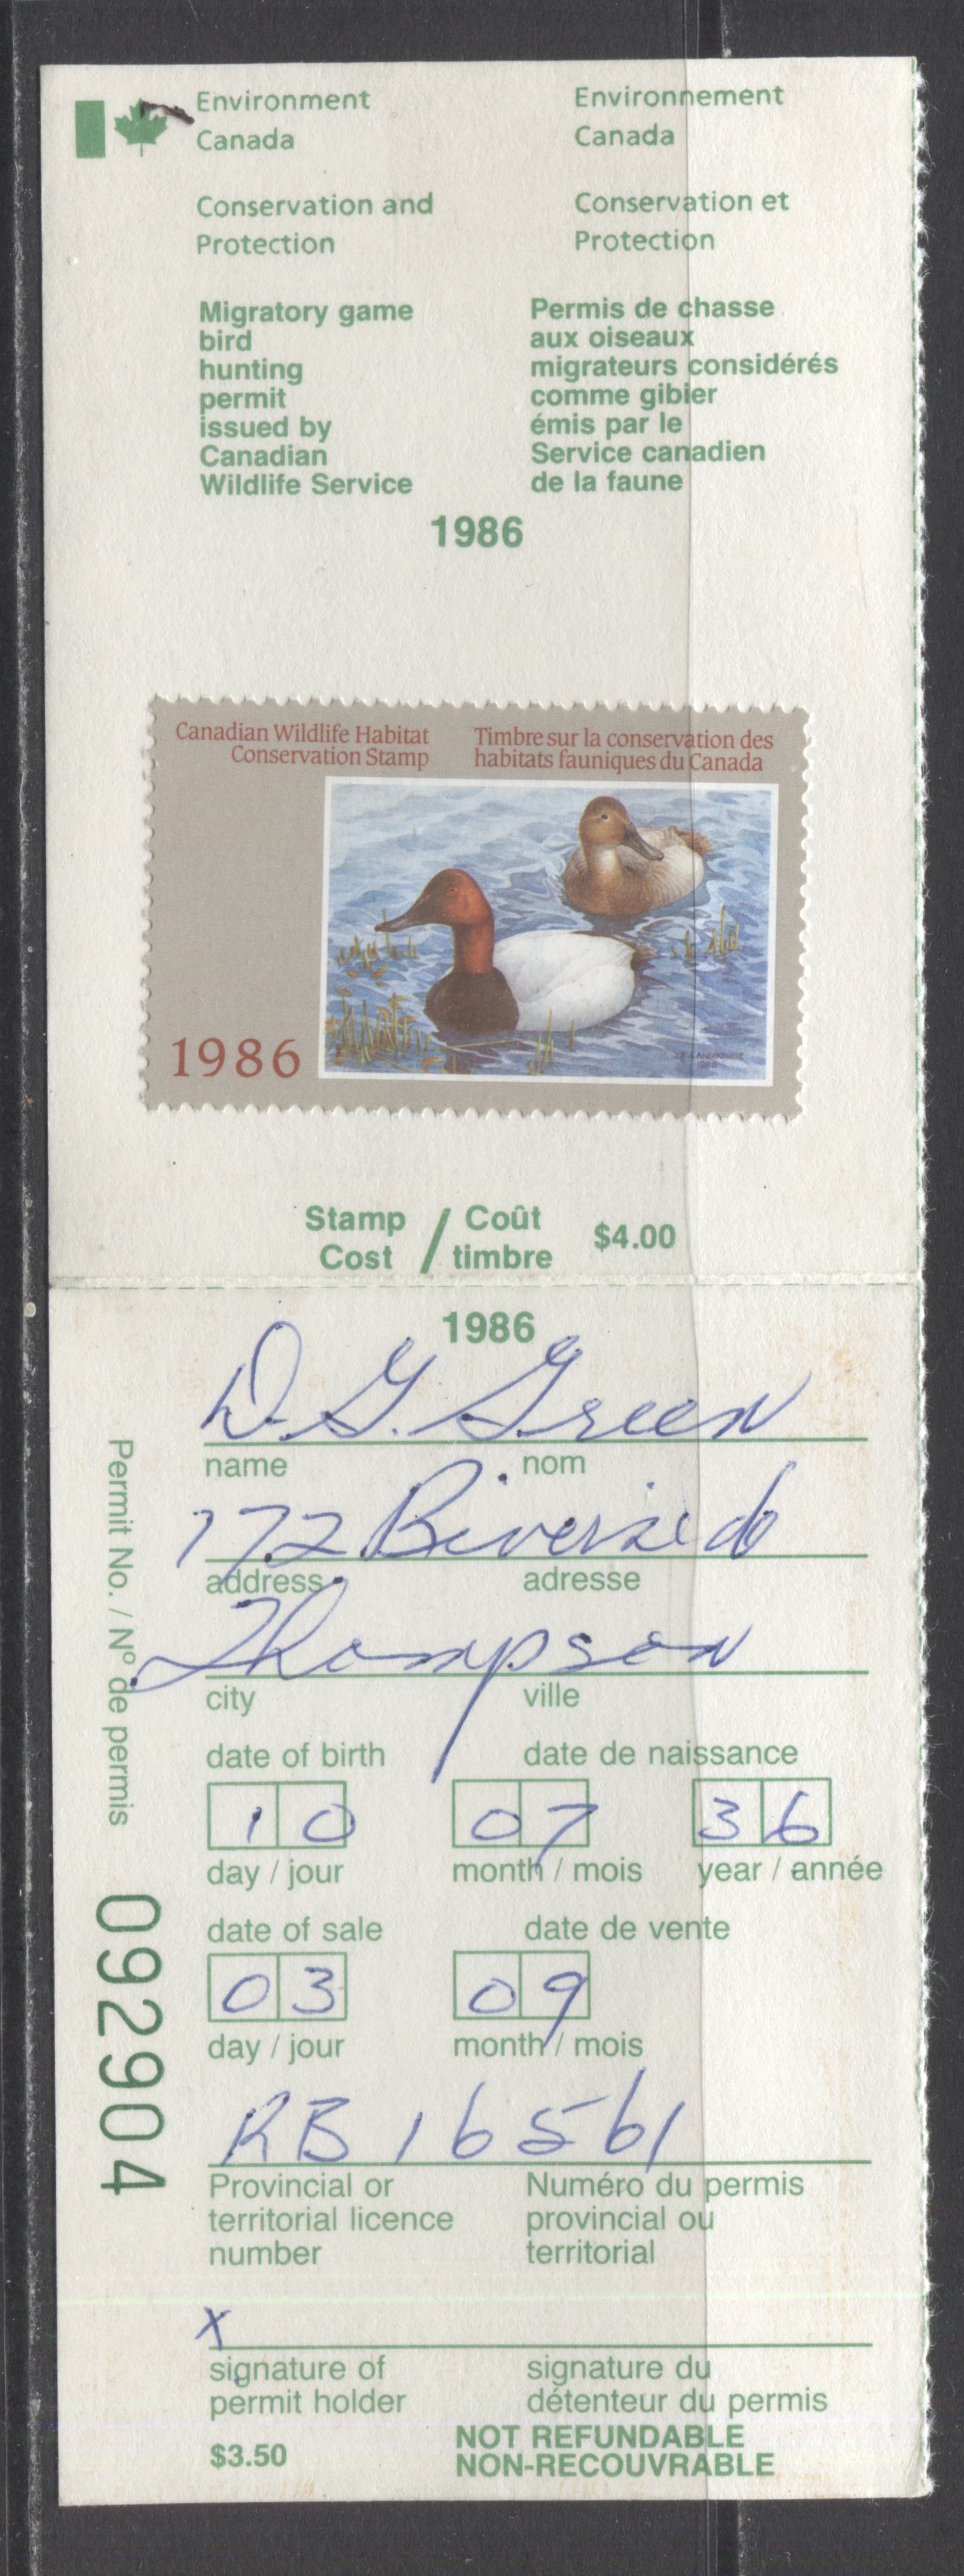 Environment Canada
Environnement Canada
Conservation and Protection
Conservation et Protection
Migratory game
bird
hunting
permit
issued by
Canadian
Wildlife Service
Permis de chasse
aux oiseaux
migrateurs considérés
comme gibier
émis par le
Service canadien
de la faune
1986
Canadian Wildlife Habitat
Conservation Stamp
Timbre sur la conservation des
habitats fauniques du Canada
1986
Stamp Cost / Coût timbre $4.00
1986
D. G. Green
name nom
172 Riverside
address adresse
Thompson
city ville
date of birth date de naissance
10 07 36
day / jour month / mois year / année
date of sale date de vente
03 09
day / jour month / mois
RB 16561
Provincial or
territorial licence
number
Numéro du permis
provincial ou
territorial
X
signature of
permit holder
signature du
détenteur du permis
$3.50
NOT REFUNDABLE
NON-RECOUVRABLE
Permit No. / Nº de permis 092904